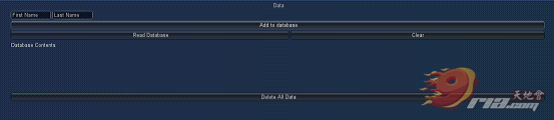 Data
First Name Last Name
Add to database
Read Database Clear
Database Contents
Delete All Data
天地會
9ria.com